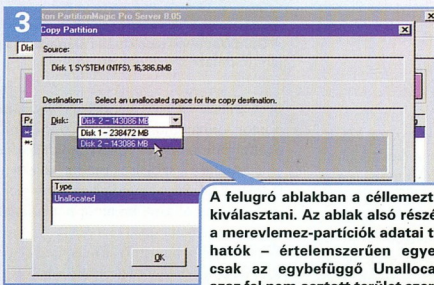 3
ton PartitionMagic Pro Server 8.05
Copy Partition
Source:
Disk 1, SYSTEM (NTFS), 16,386.6MB
Destination: Select an unallocated space for the copy destination.
Disk: Disk 2 - 143086 MB
Disk 1 - 238472 MB
Disk 2 - 143086 MB
Type
Unallocated
OK
A felugró ablakban a céllemezt
kiválasztani. Az ablak alsó részé
a merevlemez-partíciók adatai t
hatók – értelemszerűen egye
csak az egybefüggő Unalloca